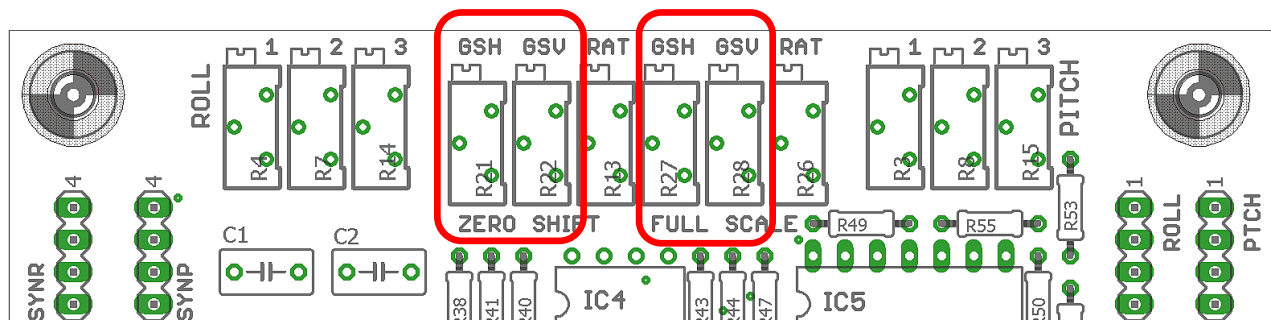 1 2 3 GSH GSV RAT GSH GSV RAT 1 2 3
ROLL
PITCH
R4 R7 R14 R21 R22 R13 R27 R28 R26 R3 R8 R15
ZERO SHIFT FULL SCALE
4 4
R49 R55 R53
1 1
C1 C2
ROLL PTCH
SYNR SYNP
IC4 IC5
R38 R41 R40 R43 R44 R47 R50